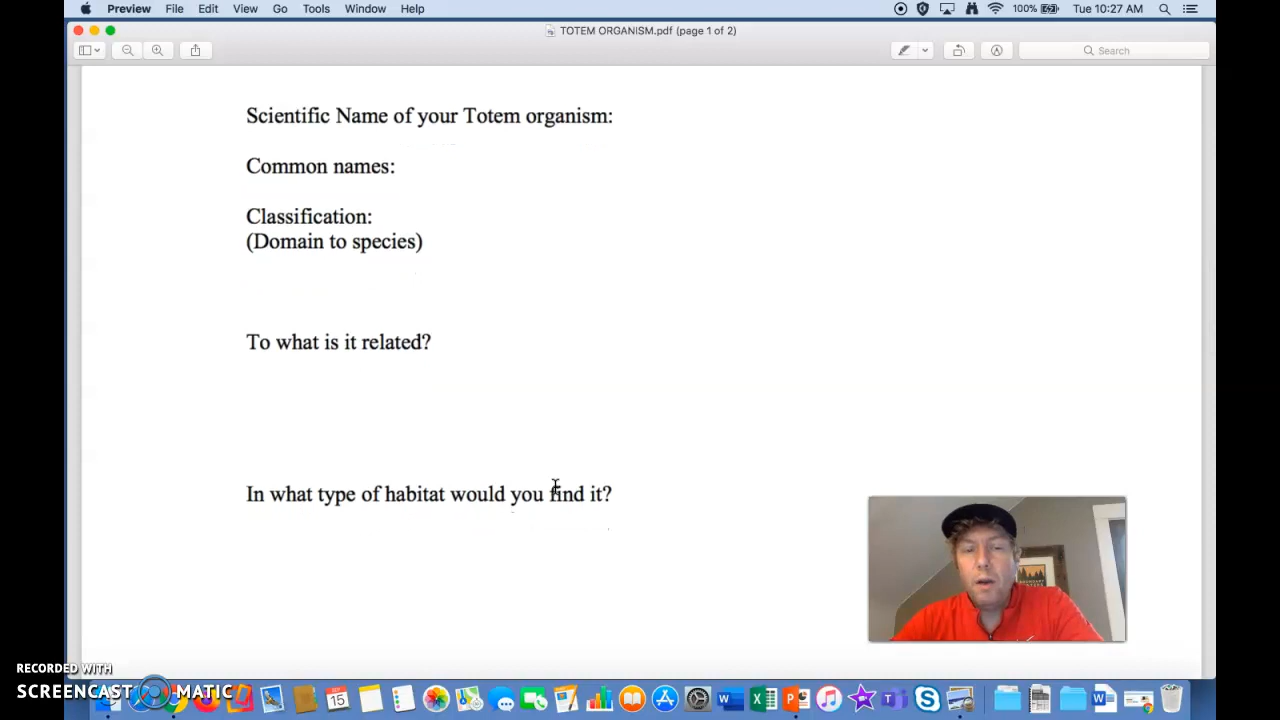 Preview File Edit View Go Tools Window Help 100% Tue 10:27 AM
TOTEM ORGANISM.pdf (page 1 of 2)
Search
Scientific Name of your Totem organism:
Common names:
Classification:
(Domain to species)
To what is it related?
In what type of habitat would you find it?
RECORDED WITH
SCREENCAST MATIC
15